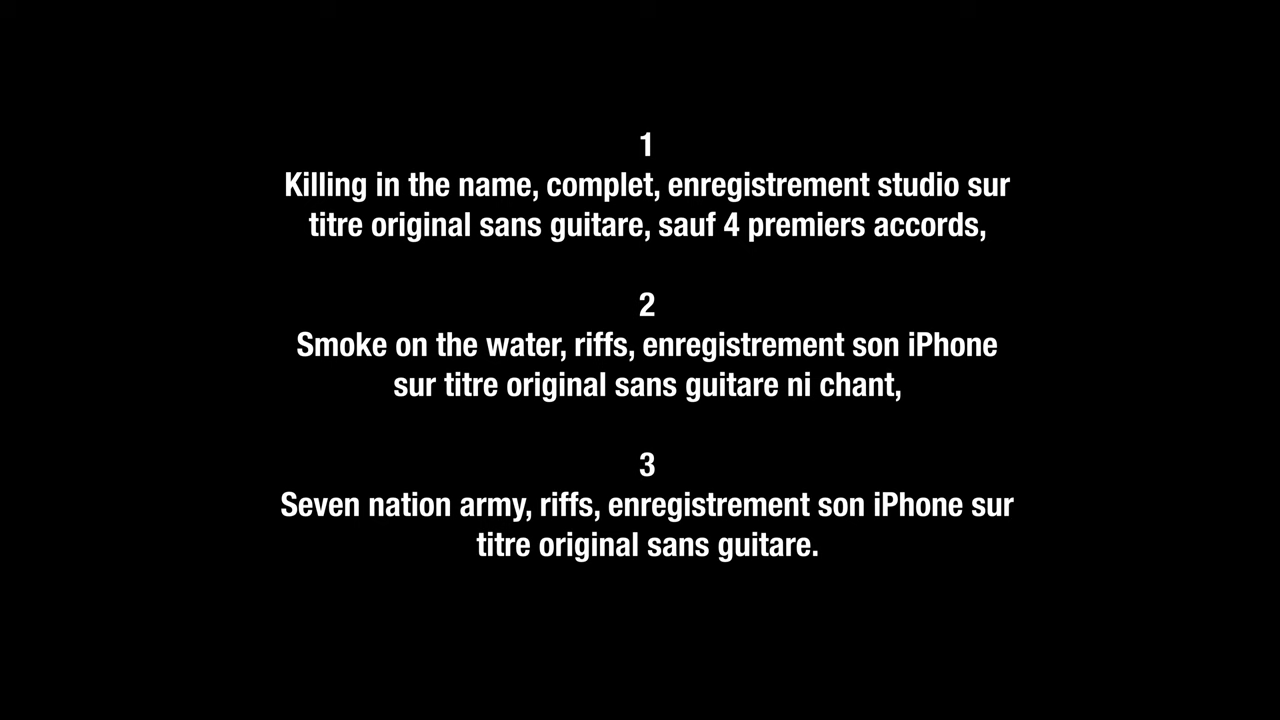 1
Killing in the name, complet, enregistrement studio sur
titre original sans guitare, sauf 4 premiers accords,
2
Smoke on the water, riffs, enregistrement son iPhone
sur titre original sans guitare ni chant,
3
Seven nation army, riffs, enregistrement son iPhone sur
titre original sans guitare.